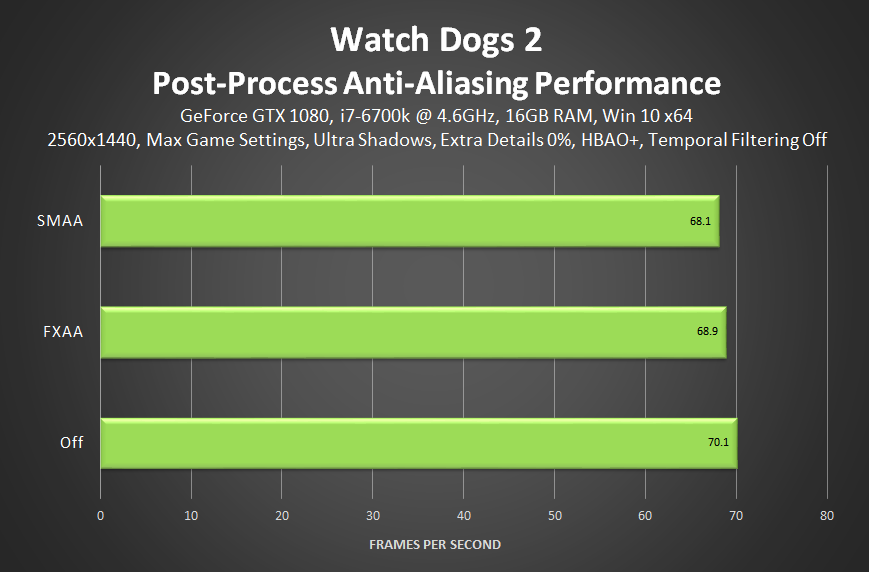 Watch Dogs 2
Post-Process Anti-Aliasing Performance
GeForce GTX 1080, i7-6700k @ 4.6GHz, 16GB RAM, Win 10 x64
2560x1440, Max Game Settings, Ultra Shadows, Extra Details 0%, HBAO+, Temporal Filtering Off
SMAA 68.1
FXAA 68.9
Off 70.1
0 10 20 30 40 50 60 70 80
FRAMES PER SECOND